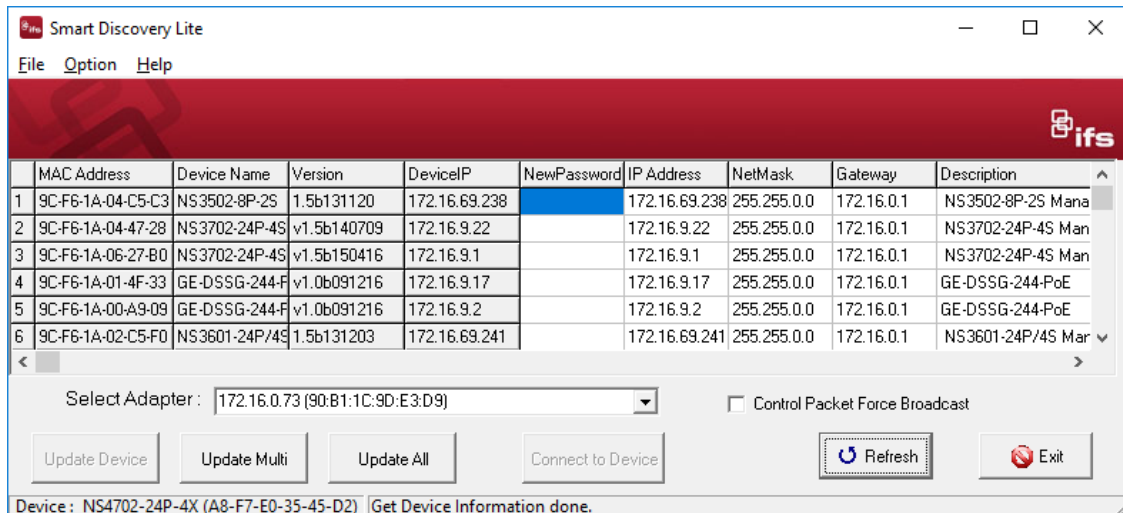 ifs Smart Discovery Lite
File Option Help
ifs
MAC Address Device Name Version DeviceIP NewPassword IP Address NetMask Gateway Description
1 9C-F6-1A-04-C5-C3 NS3502-8P-2S 1.5b131120 172.16.69.238 172.16.69.238 255.255.0.0 172.16.0.1 NS3502-8P-2S Mana
2 9C-F6-1A-04-47-28 NS3702-24P-4S v1.5b140709 172.16.9.22 172.16.9.22 255.255.0.0 172.16.0.1 NS3702-24P-4S Man
3 9C-F6-1A-06-27-B0 NS3702-24P-4S v1.5b150416 172.16.9.1 172.16.9.1 255.255.0.0 172.16.0.1 NS3702-24P-4S Man
4 9C-F6-1A-01-4F-33 GE-DSSG-244-P v1.0b091216 172.16.9.17 172.16.9.17 255.255.0.0 172.16.0.1 GE-DSSG-244-PoE
5 9C-F6-1A-00-A9-09 GE-DSSG-244-P v1.0b091216 172.16.9.2 172.16.9.2 255.255.0.0 172.16.0.1 GE-DSSG-244-PoE
6 9C-F6-1A-02-C5-F0 NS3601-24P/4S 1.5b131203 172.16.69.241 172.16.69.241 255.255.0.0 172.16.0.1 NS3601-24P/4S Mar
Select Adapter : 172.16.0.73 (90:B1:1C:9D:E3:D9) Control Packet Force Broadcast
Update Device Update Multi Update All Connect to Device Refresh Exit
Device : NS4702-24P-4X (A8-F7-E0-35-45-D2) Get Device Information done.